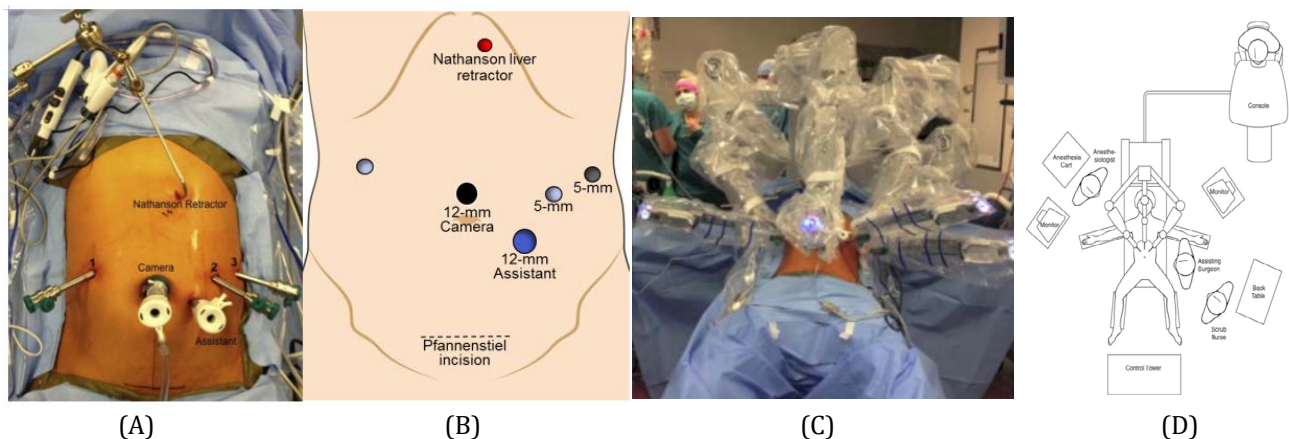 Nathanson Retractor
1
Camera
2
3
Assistant
Nathanson liver
retractor
5-mm
5-mm
12-mm
Camera
12-mm
Assistant
Pfannenstiel
incision
Console
Anesthesia
Cart
Anesthe-
siologist
Monitor
Monitor
Assisting
Surgeon
Back
Table
Scrub
Nurse
Control Tower
(A)
(B)
(C)
(D)